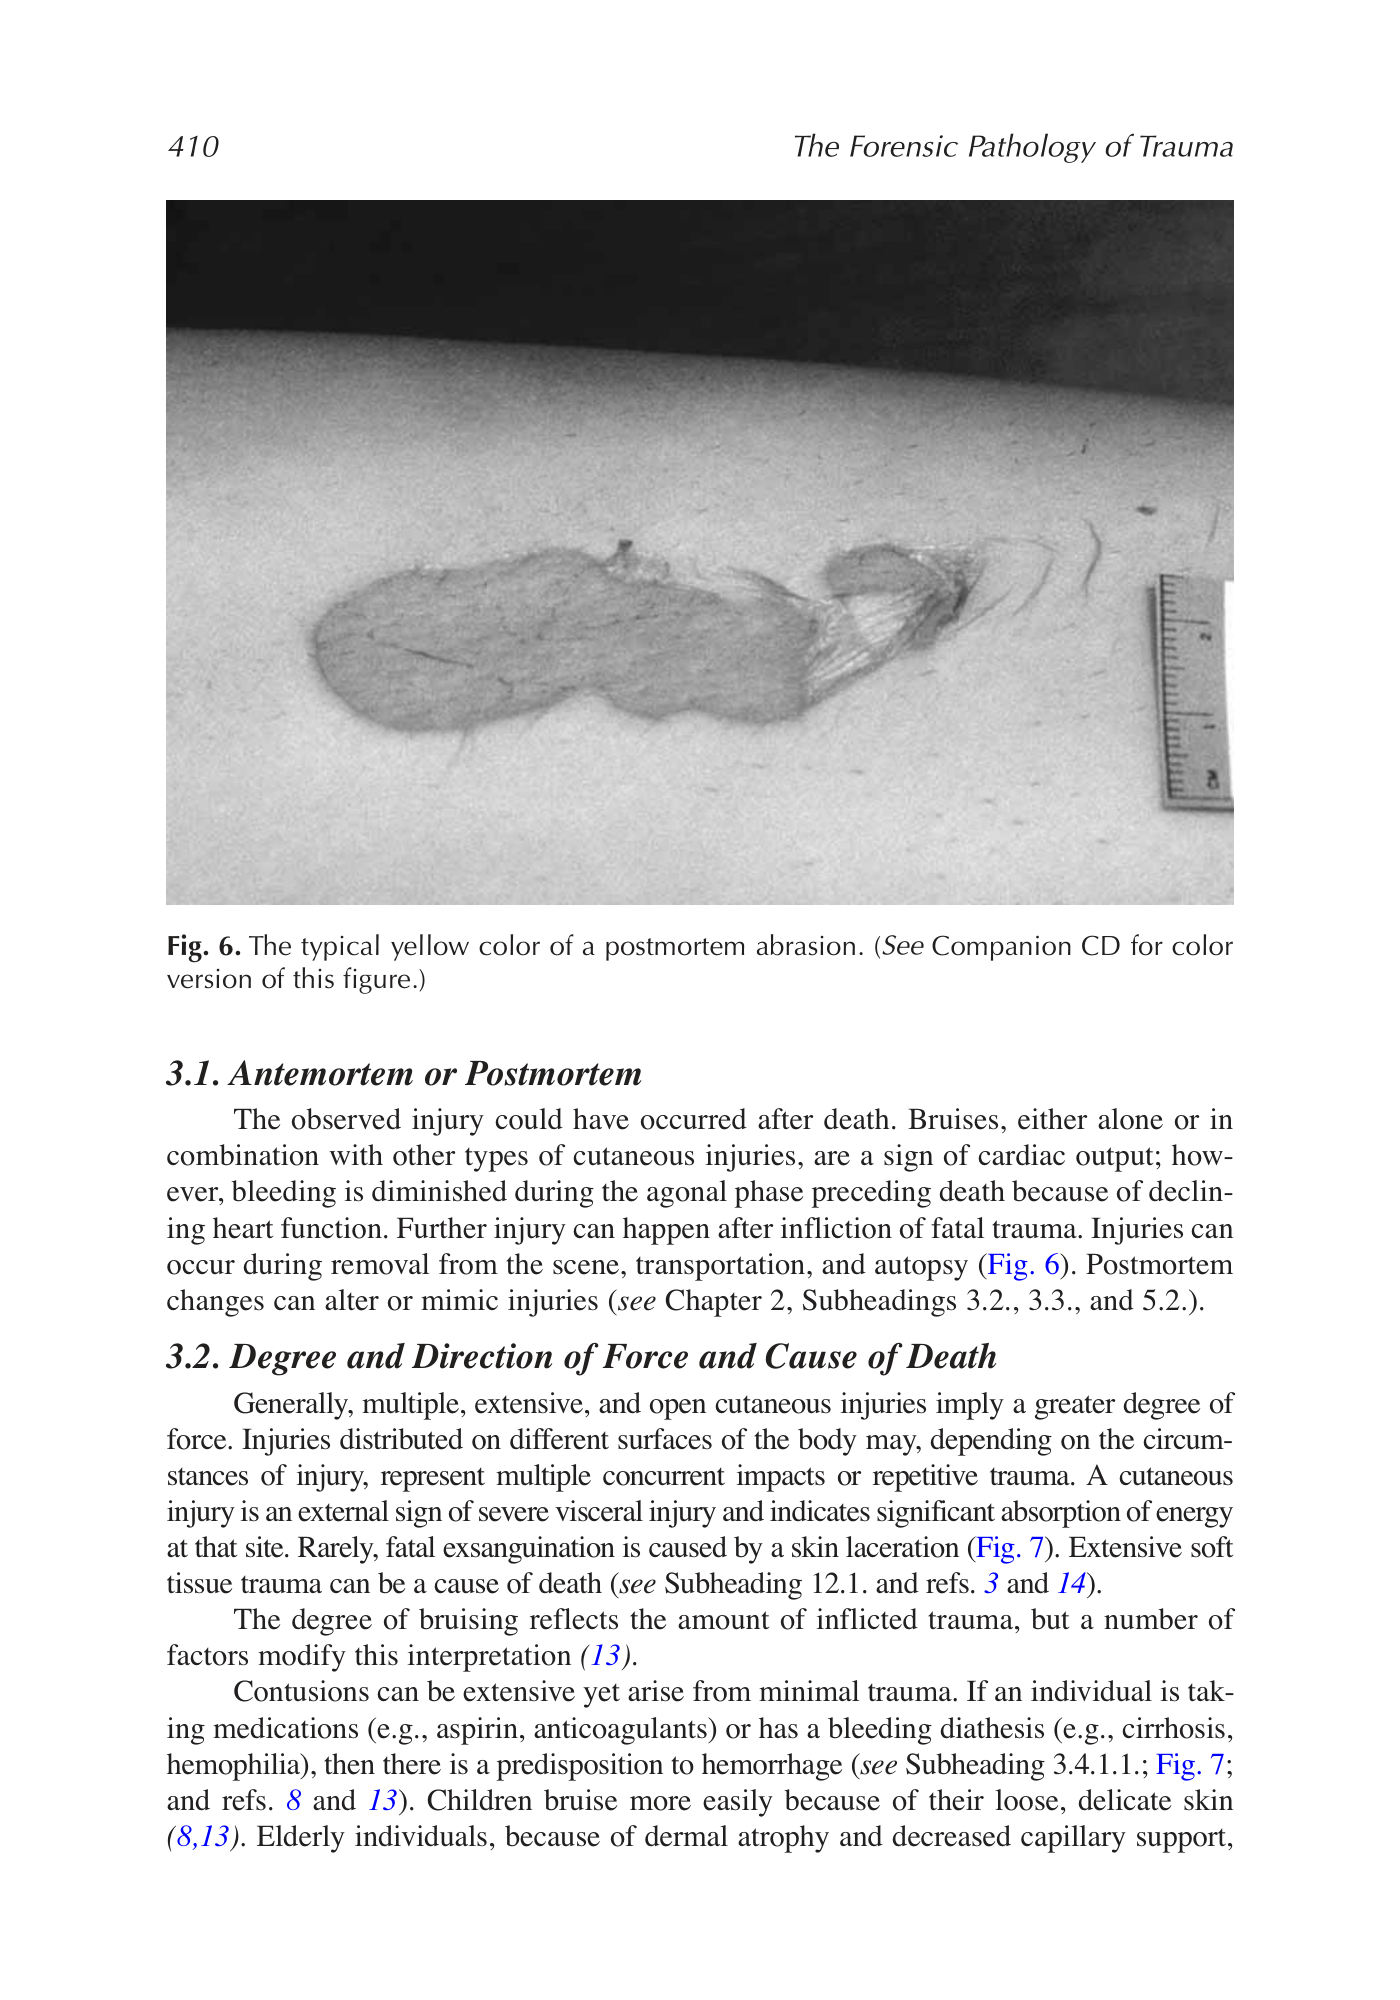 410
The Forensic Pathology of Trauma
2
1
CM
Fig. 6. The typical yellow color of a postmortem abrasion. (See Companion CD for color
version of this figure.)
3.1. Antemortem or Postmortem
The observed injury could have occurred after death. Bruises, either alone or in
combination with other types of cutaneous injuries, are a sign of cardiac output; how-
ever, bleeding is diminished during the agonal phase preceding death because of declin-
ing heart function. Further injury can happen after infliction of fatal trauma. Injuries can
occur during removal from the scene, transportation, and autopsy (Fig. 6). Postmortem
changes can alter or mimic injuries (see Chapter 2, Subheadings 3.2., 3.3., and 5.2.).
3.2. Degree and Direction of Force and Cause of Death
Generally, multiple, extensive, and open cutaneous injuries imply a greater degree of
force. Injuries distributed on different surfaces of the body may, depending on the circum-
stances of injury, represent multiple concurrent impacts or repetitive trauma. A cutaneous
injury is an external sign of severe visceral injury and indicates significant absorption of energy
at that site. Rarely, fatal exsanguination is caused by a skin laceration (Fig. 7). Extensive soft
tissue trauma can be a cause of death (see Subheading 12.1. and refs. 3 and 14).
The degree of bruising reflects the amount of inflicted trauma, but a number of
factors modify this interpretation (13).
Contusions can be extensive yet arise from minimal trauma. If an individual is tak-
ing medications (e.g., aspirin, anticoagulants) or has a bleeding diathesis (e.g., cirrhosis,
hemophilia), then there is a predisposition to hemorrhage (see Subheading 3.4.1.1.; Fig. 7;
and refs. 8 and 13). Children bruise more easily because of their loose, delicate skin
(8,13). Elderly individuals, because of dermal atrophy and decreased capillary support,